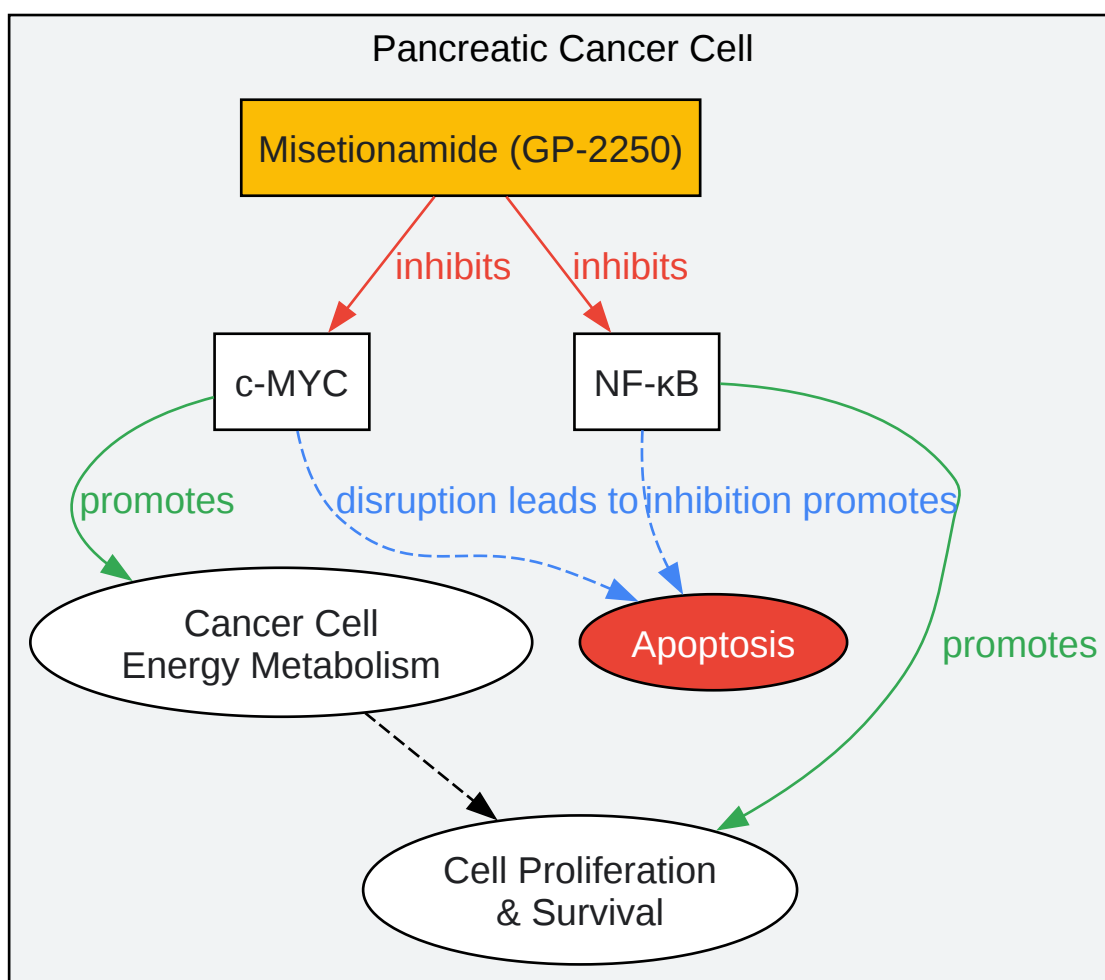 Pancreatic Cancer Cell
Misetionamide (GP-2250)
inhibits
inhibits
c-MYC
NF-κB
promotes
disruption leads to
inhibition promotes
Cancer Cell
Energy Metabolism
Apoptosis
promotes
Cell Proliferation
& Survival